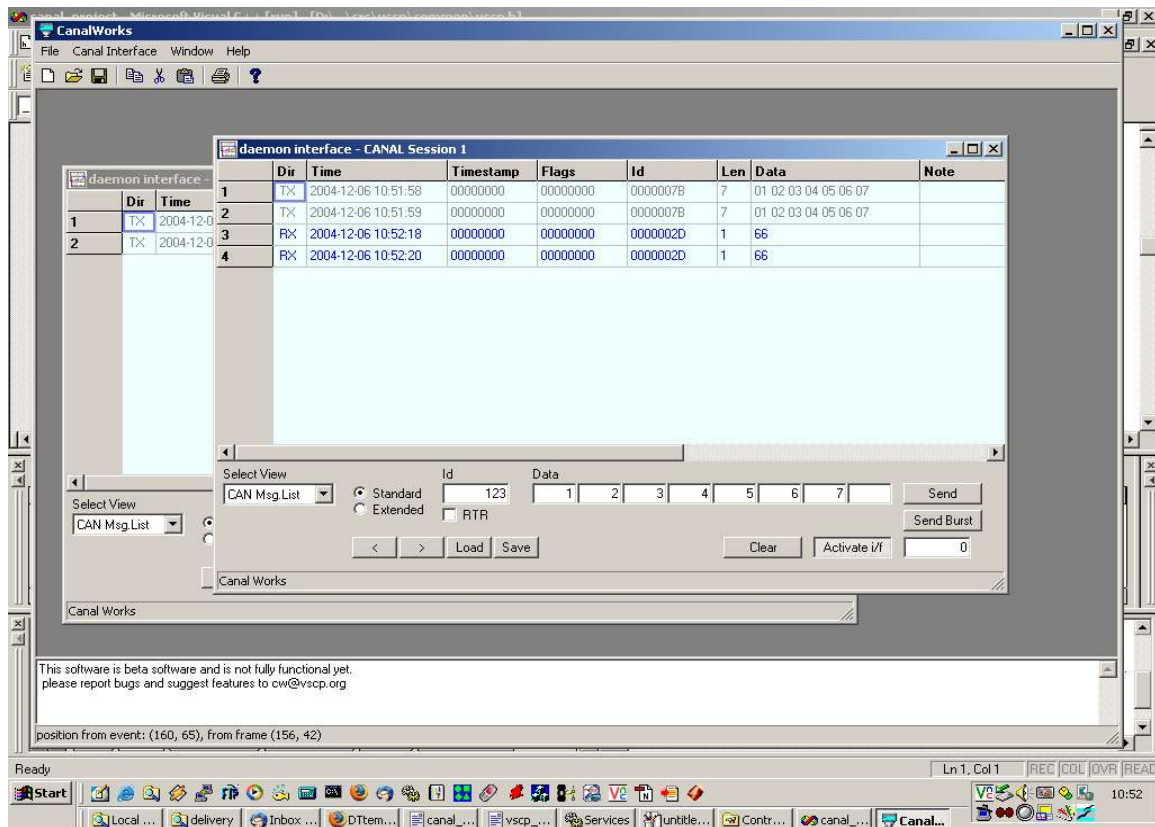 canal_project - Microsoft Visual C++ [run] - [D:\...\src\vscp\common\vscp.h]
CanalWorks
File Canal Interface Window Help
daemon interface -
Dir Time
1 TX 2004-12-0
2 TX 2004-12-0
Select View
CAN Msg.List
Canal Works
daemon interface - CANAL Session 1
Dir Time Timestamp Flags Id Len Data Note
1 TX 2004-12-06 10:51:58 00000000 00000000 0000007B 7 01 02 03 04 05 06 07
2 TX 2004-12-06 10:51:59 00000000 00000000 0000007B 7 01 02 03 04 05 06 07
3 RX 2004-12-06 10:52:18 00000000 00000000 0000002D 1 66
4 RX 2004-12-06 10:52:20 00000000 00000000 0000002D 1 66
Select View Id Data
CAN Msg.List Standard 123 1 2 3 4 5 6 7 Send
Extended RTR Send Burst
< > Load Save Clear Activate i/f 0
Canal Works
This software is beta software and is not fully functional yet.
please report bugs and suggest features to cw@vscp.org
position from event: (160, 65), from frame (156, 42)
Ready Ln 1, Col 1 REC COL OVR READ
Start 10:52
Local ... delivery Inbox ... DTtem... canal_... vscp_... Services untitle... Contr... canal_... Canal...